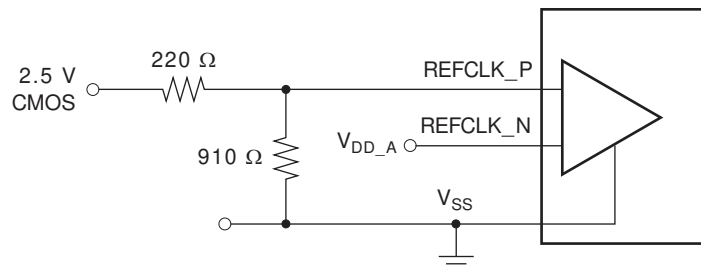 220 Ω
2.5 V
CMOS
REFCLK_P
REFCLK_N
V_DD_A
910 Ω
V_SS